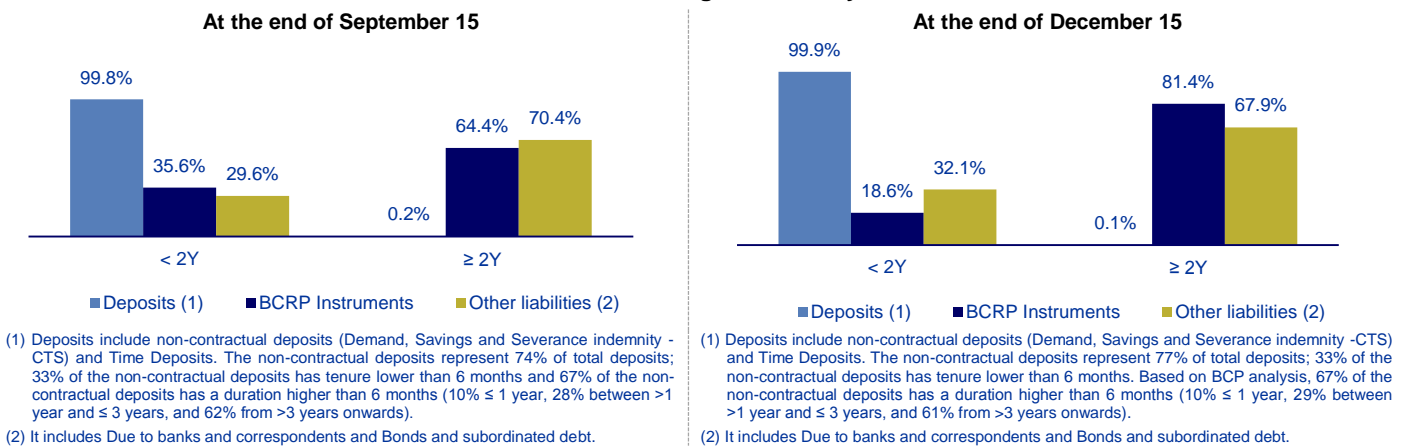 At the end of September 15
99.8%
35.6%
29.6%
0.2%
64.4%
70.4%
< 2Y
≥ 2Y
Deposits (1)
BCRP Instruments
Other liabilities (2)
(1) Deposits include non-contractual deposits (Demand, Savings and Severance indemnity -
CTS) and Time Deposits. The non-contractual deposits represent 74% of total deposits;
33% of the non-contractual deposits has tenure lower than 6 months and 67% of the non-
contractual deposits has a duration higher than 6 months (10% ≤ 1 year, 28% between >1
year and ≤ 3 years, and 62% from >3 years onwards).
(2) It includes Due to banks and correspondents and Bonds and subordinated debt.
At the end of December 15
99.9%
18.6%
32.1%
0.1%
81.4%
67.9%
< 2Y
≥ 2Y
Deposits (1)
BCRP Instruments
Other liabilities (2)
(1) Deposits include non-contractual deposits (Demand, Savings and Severance indemnity -CTS)
and Time Deposits. The non-contractual deposits represent 77% of total deposits; 33% of the
non-contractual deposits has tenure lower than 6 months. Based on BCP analysis, 67% of the
non-contractual deposits has a duration higher than 6 months (10% ≤ 1 year, 29% between
>1 year and ≤ 3 years, and 61% from >3 years onwards).
(2) It includes Due to banks and correspondents and Bonds and subordinated debt.